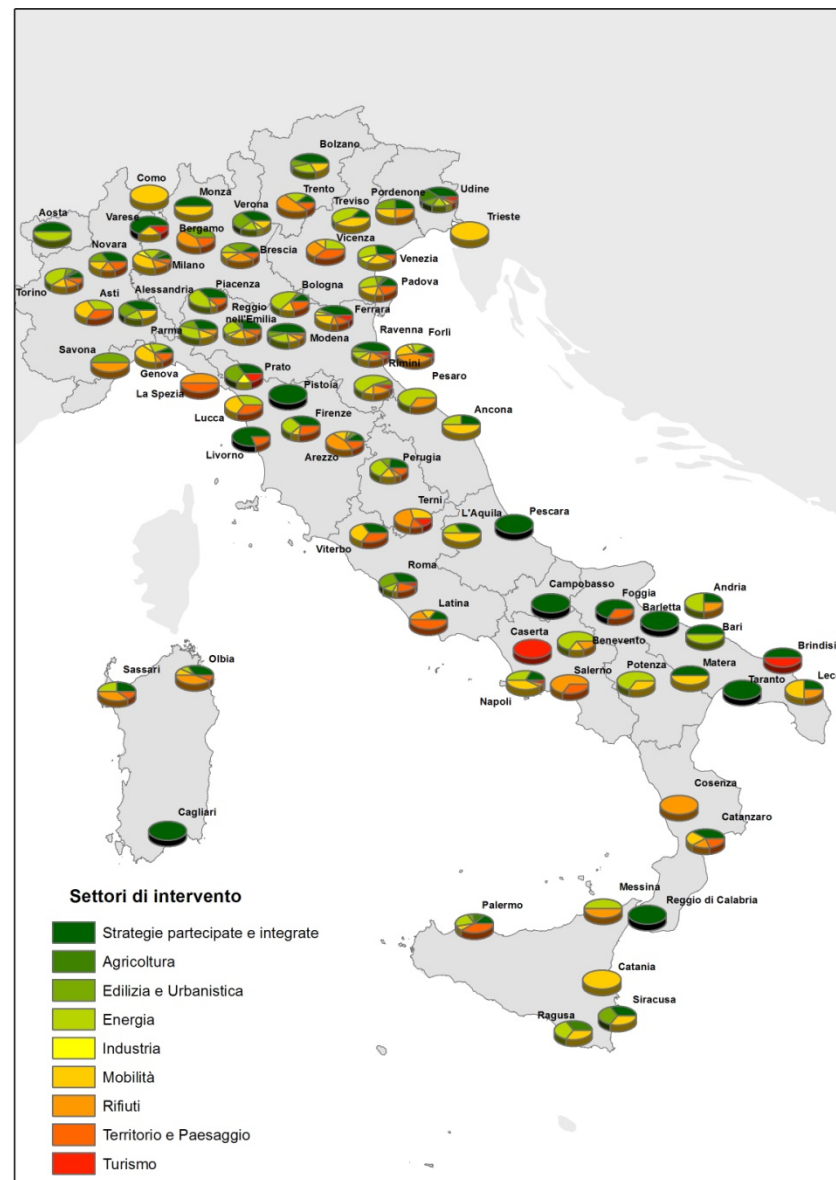 Bolzano
Como
Monza
Trento
Treviso
Pordenone
Udine
Aosta
Varese
Verona
Trieste
Bergamo
Vicenza
Novara
Brescia
Venezia
Milano
Torino
Asti
Alessandria
Piacenza
Bologna
Padova
Reggio
nell'Emilia
Ferrara
Parma
Modena
Ravenna
Forlì
Savona
Genova
Prato
Rimini
La Spezia
Pistoia
Pesaro
Lucca
Firenze
Ancona
Livorno
Arezzo
Perugia
Terni
L'Aquila
Pescara
Viterbo
Roma
Campobasso
Foggia
Andria
Latina
Barletta
Caserta
Bari
Benevento
Brindisi
Sassari
Olbia
Salerno
Potenza
Matera
Taranto
Lec
Napoli
Cosenza
Cagliari
Catanzaro
Settori di intervento
Messina
Palermo
Reggio di Calabria
Strategie partecipate e integrate
Agricoltura
Catania
Edilizia e Urbanistica
Siracusa
Ragusa
Energia
Industria
Mobilità
Rifiuti
Territorio e Paesaggio
Turismo